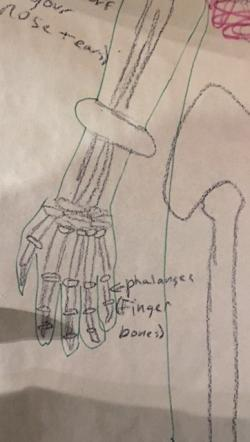 your
nose + ears)
phalanges
(finger
bones)